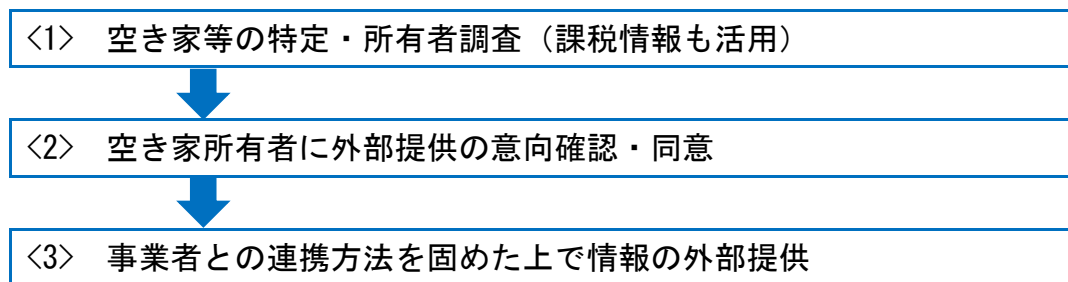 <1> 空き家等の特定・所有者調査（課税情報も活用）
<2> 空き家所有者に外部提供の意向確認・同意
<3> 事業者との連携方法を固めた上で情報の外部提供